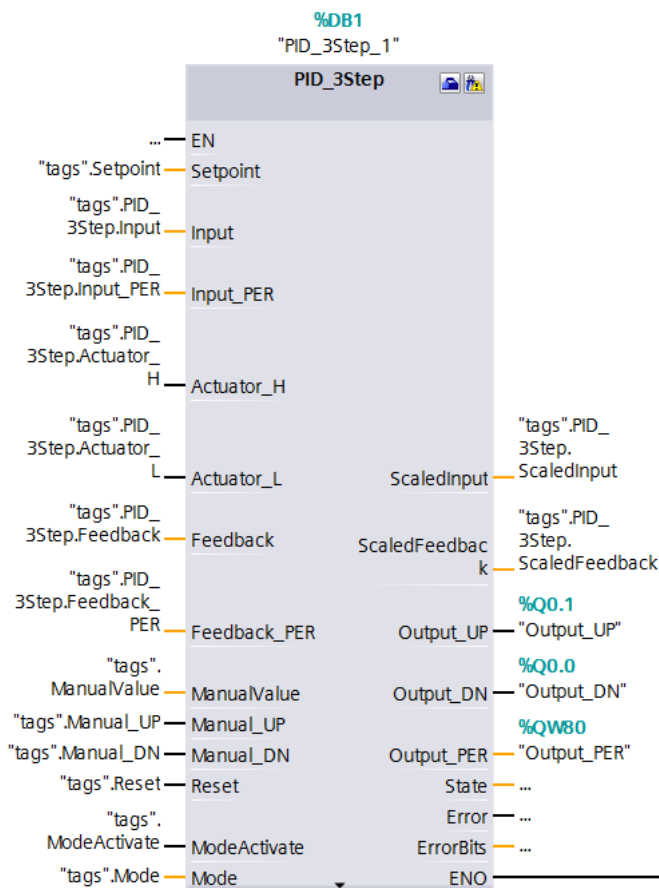 %DB1
"PID_3Step_1"
PID_3Step
... EN
"tags".Setpoint Setpoint
"tags".PID_
3Step.Input Input
"tags".PID_
3Step.Input_PER Input_PER
"tags".PID_
3Step.Actuator_
H Actuator_H
"tags".PID_
3Step.Actuator_
L Actuator_L
ScaledInput
"tags".PID_
3Step.
ScaledInput
"tags".PID_
3Step.Feedback Feedback
ScaledFeedbac
k
"tags".PID_
3Step.
ScaledFeedback
"tags".PID_
3Step.Feedback_
PER Feedback_PER
Output_UP
%Q0.1
"Output_UP"
"tags".
ManualValue ManualValue
Output_DN
%Q0.0
"Output_DN"
"tags".Manual_UP Manual_UP
"tags".Manual_DN Manual_DN
Output_PER
%QW80
"Output_PER"
"tags".Reset Reset
State ...
Error ...
"tags".
ModeActivate ModeActivate
ErrorBits ...
"tags".Mode Mode
ENO